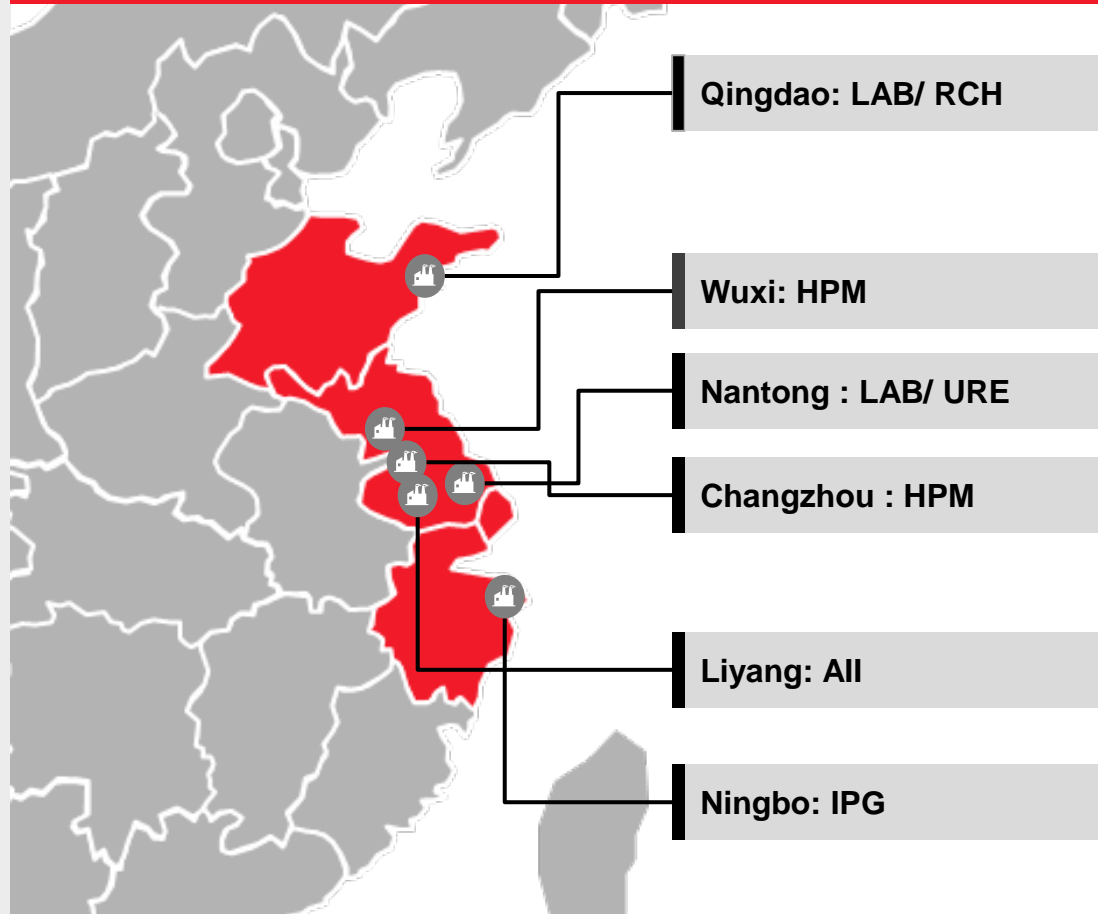 Qingdao: LAB/ RCH
Wuxi: HPM
Nantong : LAB/ URE
Changzhou : HPM
Liyang: All
Ningbo: IPG